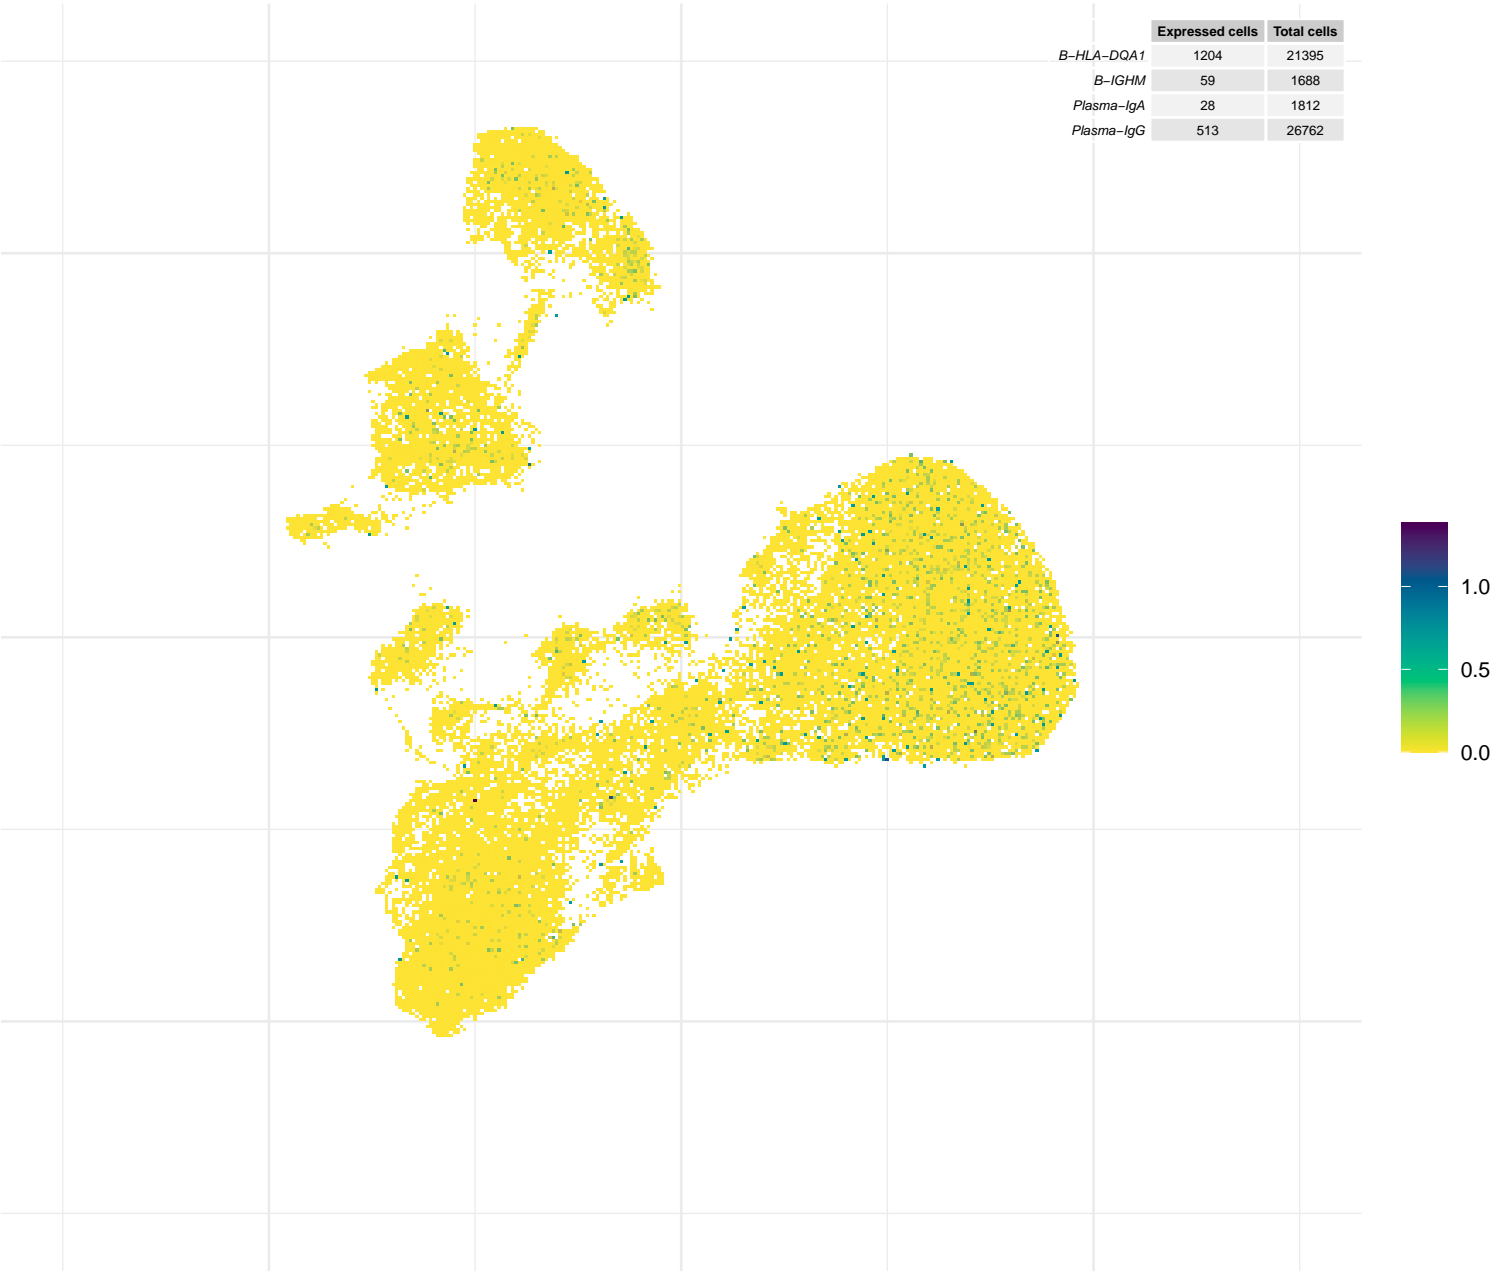 Expressed cells Total cells
B-HLA-DQA1 1204 21395
B-IGHM 59 1688
Plasma-IgA 28 1812
Plasma-IgG 513 26762
1.0
0.5
0.0